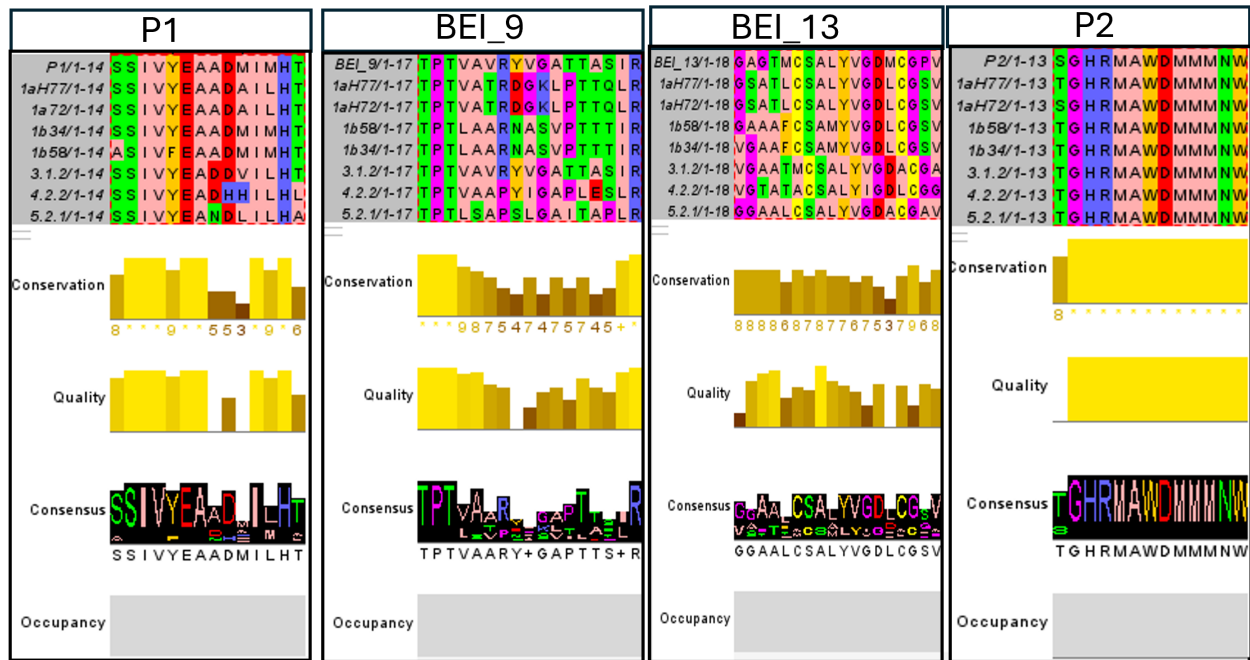 P1
P1/1-14 SSIVYEAADMIMHT
1aH77/1-14 SSIVYEAADAILHT
1a72/1-14 SSIVYEAADAILHT
1b34/1-14 SSIVYEAADMIMHT
1b58/1-14 ASIVFEAADMIMHT
3.1.2/1-14 SSIVYEADDVILHT
4.2.2/1-14 SSIVYEADHHILHL
5.2.1/1-14 SSIVYEANDLILHA
Conservation
8***9**553*9*6
Quality
Consensus
SSIVYEAADMILHT
Occupancy
BEI_9
BEI_9/1-17 TPTVAVRYVGATTASIR
1aH77/1-17 TPTVATRDGKLPTTQLR
1aH72/1-17 TPTVATRDGKLPTTQLR
1b58/1-17 TPTLAARNASVPTTTIR
1b34/1-17 TPTVAARNASVPTTTIR
3.1.2/1-17 TPTVAVRYVGATTASIR
4.2.2/1-17 TPTVAAPYIGAPLESLR
5.2.1/1-17 TPTLSAPSLGAITAPLR
Conservation
***98754747574​5+*
Quality
Consensus
TPTVAARY+GAPTTS+R
Occupancy
BEI_13
BEI_13/1-18 GAGTMCSALYVGDMCGPV
1aH77/1-18 GSATLCSALYVGDLCGSV
1aH72/1-18 GSATLCSALYVGDLCGSV
1b58/1-18 GAAAFCSAMYVGDLCGSV
1b34/1-18 VGAAFCSAMYVGDLCGSV
3.1.2/1-18 VGAATMCSALYVGDACGA
4.2.2/1-18 VGTATACSALYIGDLCGG
5.2.1/1-18 GGAALCSALYVGDACGAV
Conservation
888868787767537968
Quality
Consensus
GGAALCSALYVGDLCGSV
Occupancy
P2
P2/1-13 SGHRMAWDMMMNW
1aH77/1-13 TGHRMAWDMMMNW
1aH72/1-13 SGHRMAWDMMMNW
1b58/1-13 TGHRMAWDMMMNW
1b34/1-13 TGHRMAWDMMMNW
3.1.2/1-13 TGHRMAWDMMMNW
4.2.2/1-13 TGHRMAWDMMMNW
5.2.1/1-13 TGHRMAWDMMMNW
Conservation
8************
Quality
Consensus
TGHRMAWDMMMNW
Occupancy